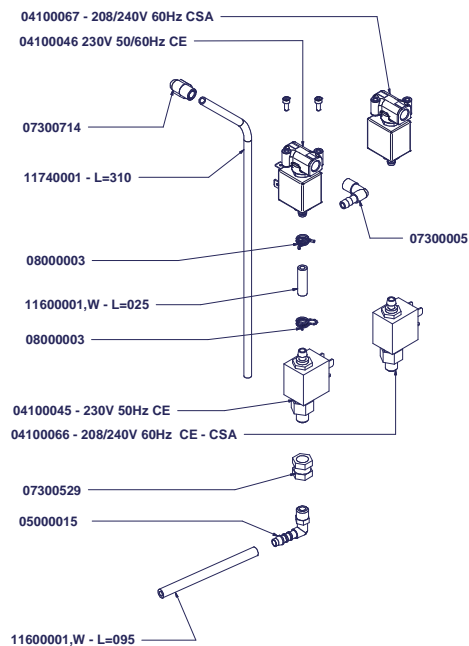 04100067 - 208/240V 60Hz CSA
04100046 230V 50/60Hz CE
07300714
11740001 - L=310
07300005
08000003
11600001,W - L=025
08000003
04100045 - 230V 50Hz CE
04100066 - 208/240V 60Hz CE - CSA
07300529
05000015
11600001,W - L=095